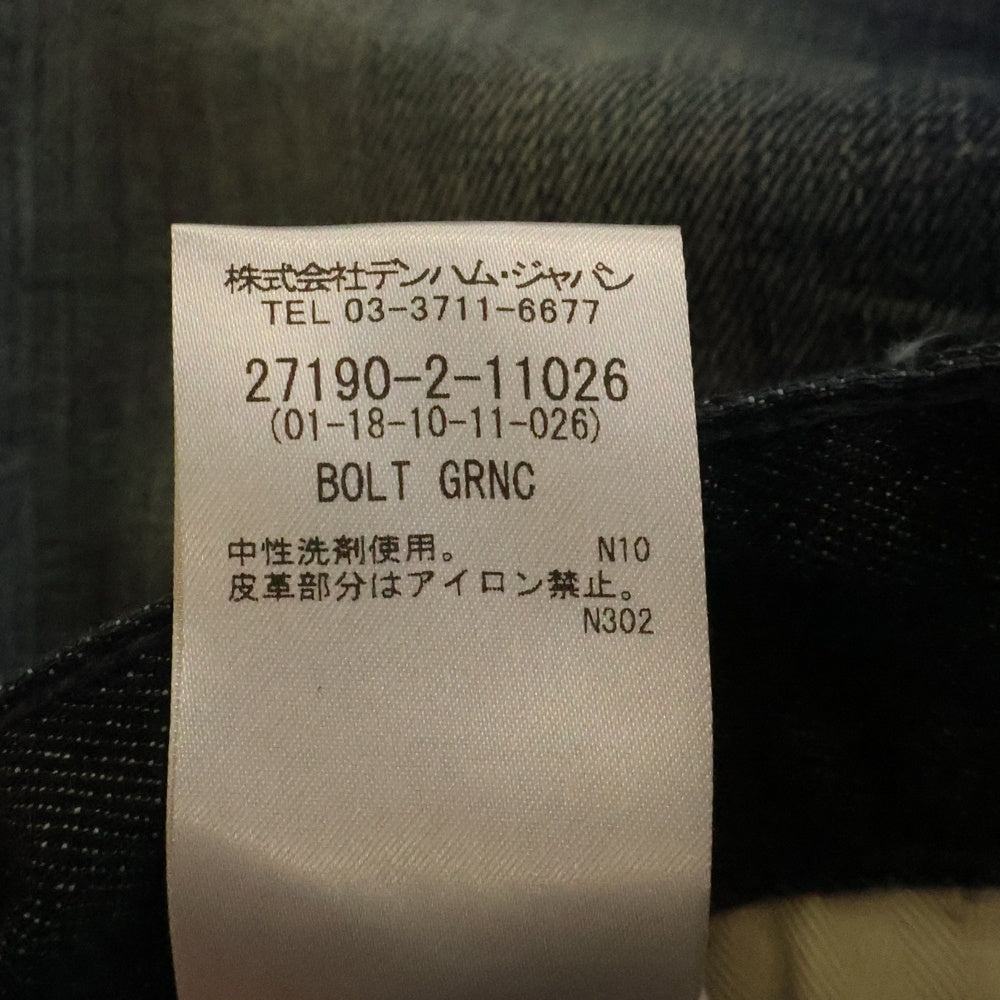 株式会社デンハム・ジャパン
TEL 03-3711-6677
27190-2-11026
(01-18-10-11-026)
BOLT GRNC
中性洗剤使用。 N10
皮革部分はアイロン禁止。
N302